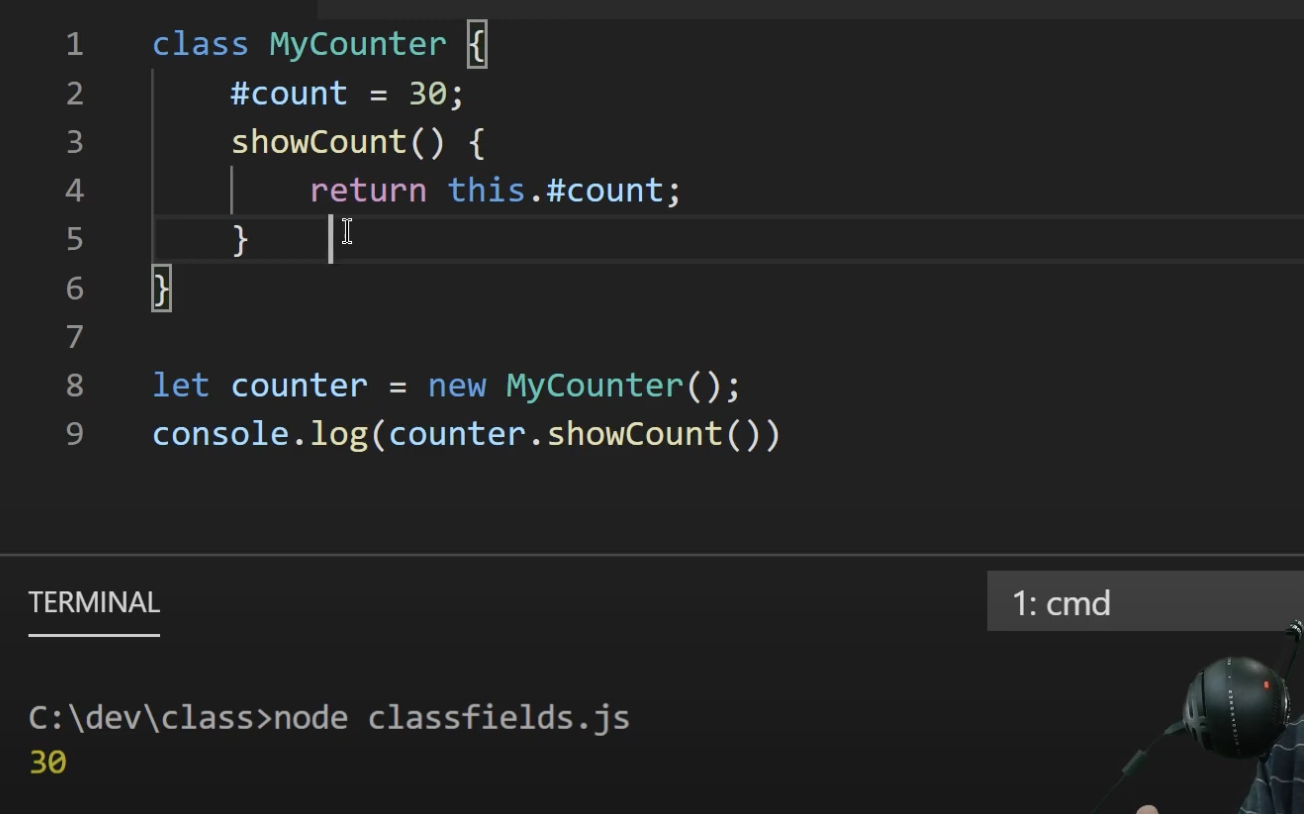 1 class MyCounter {
2 #count = 30;
3 showCount() {
4 return this.#count;
5 }
6 }
7
8 let counter = new MyCounter();
9 console.log(counter.showCount())
TERMINAL
1: cmd
C:\dev\class>node classfields.js
30